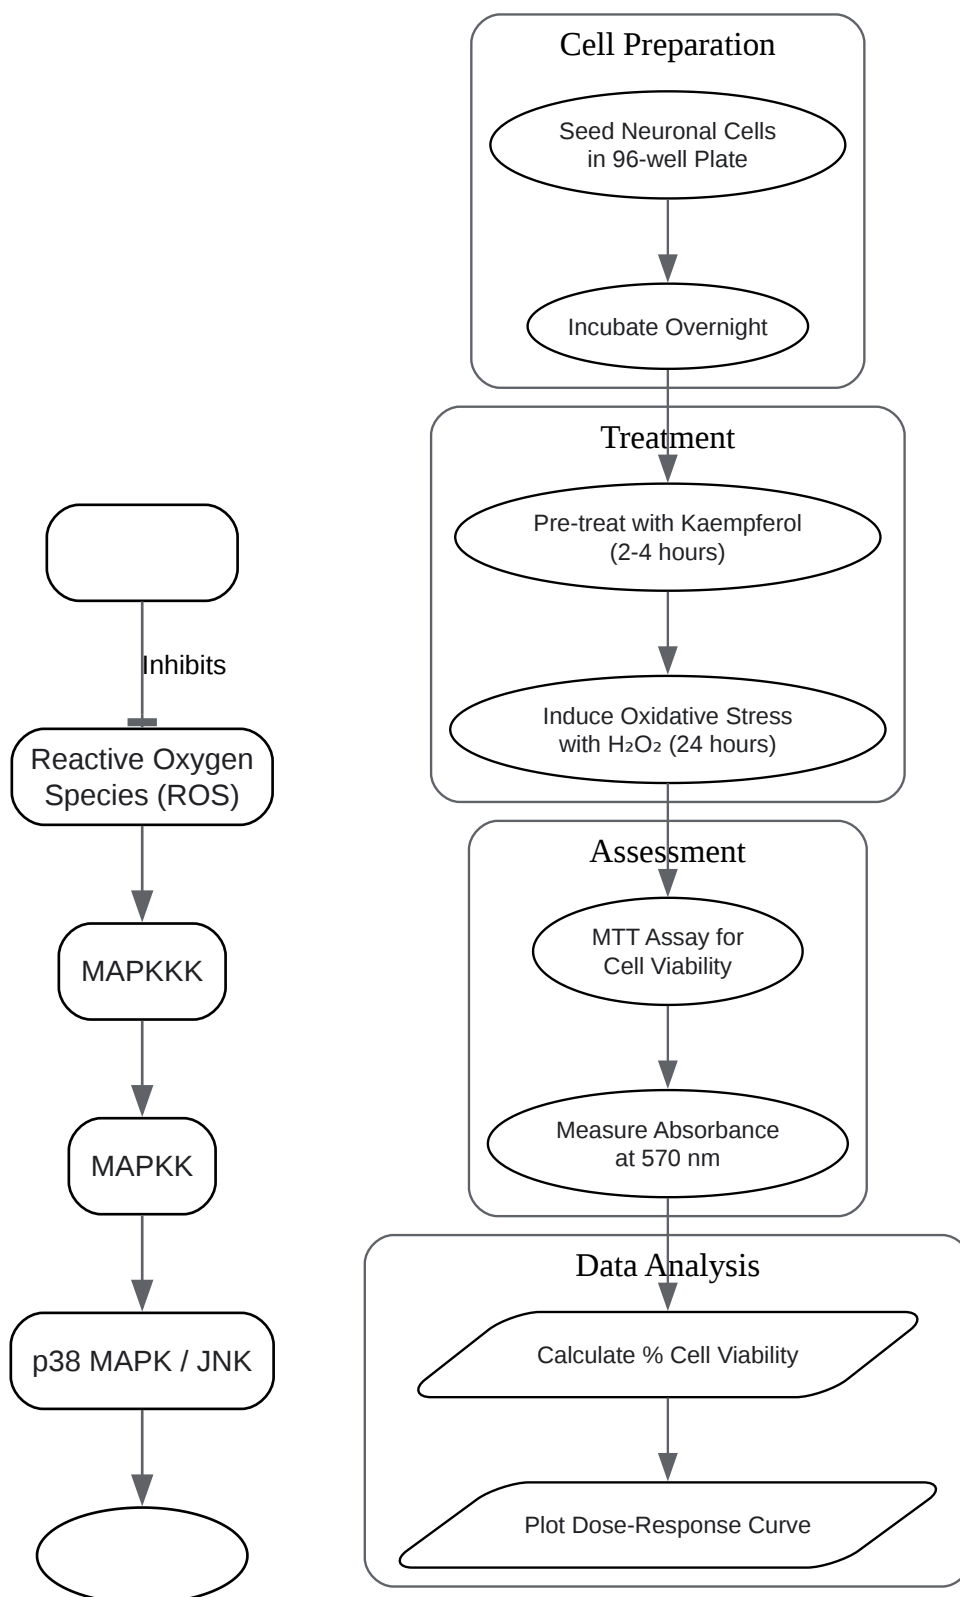 Inhibits
Reactive Oxygen
Species (ROS)
MAPKKK
MAPKK
p38 MAPK / JNK
Cell Preparation
Seed Neuronal Cells
in 96-well Plate
Incubate Overnight
Treatment
Pre-treat with Kaempferol
(2-4 hours)
Induce Oxidative Stress
with H₂O₂ (24 hours)
Assessment
MTT Assay for
Cell Viability
Measure Absorbance
at 570 nm
Data Analysis
Calculate % Cell Viability
Plot Dose-Response Curve